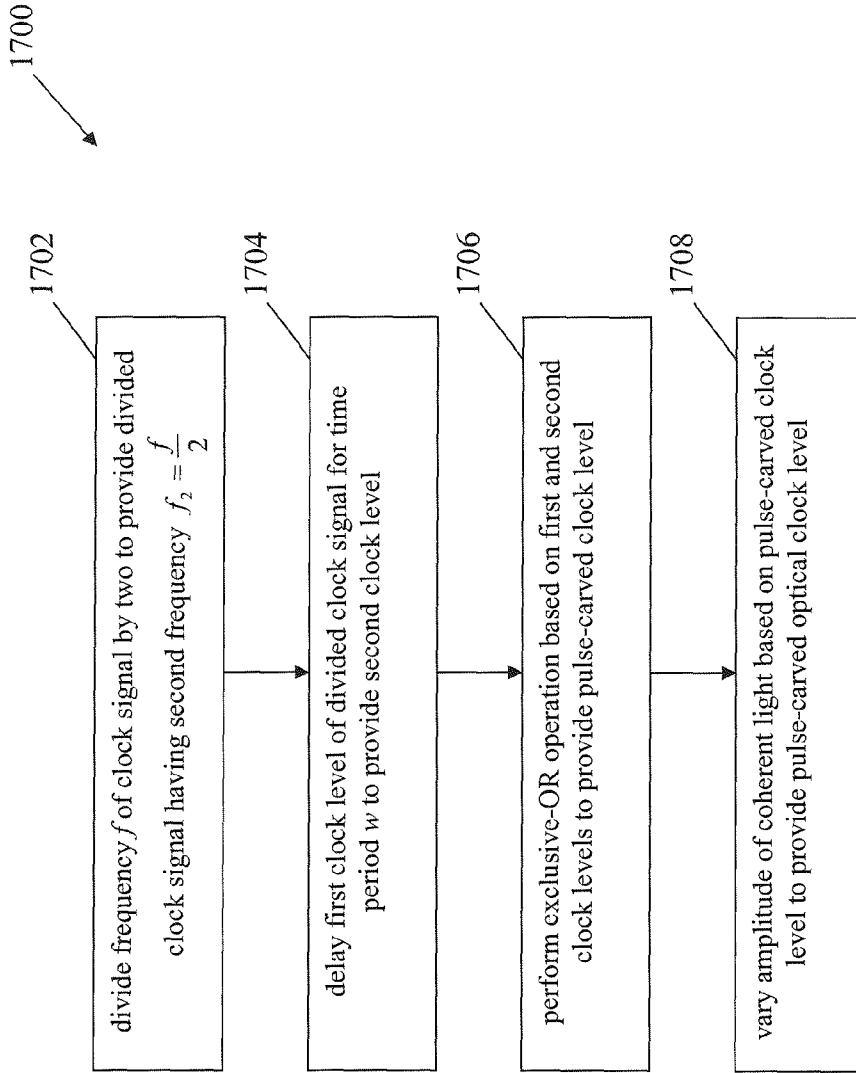 1700
1702
divide frequency f of clock signal by two to provide divided
clock signal having second frequency f₂ = f/2
1704
delay first clock level of divided clock signal for time
period w to provide second clock level
1706
perform exclusive-OR operation based on first and second
clock levels to provide pulse-carved clock level
1708
vary amplitude of coherent light based on pulse-carved clock
level to provide pulse-carved optical clock level